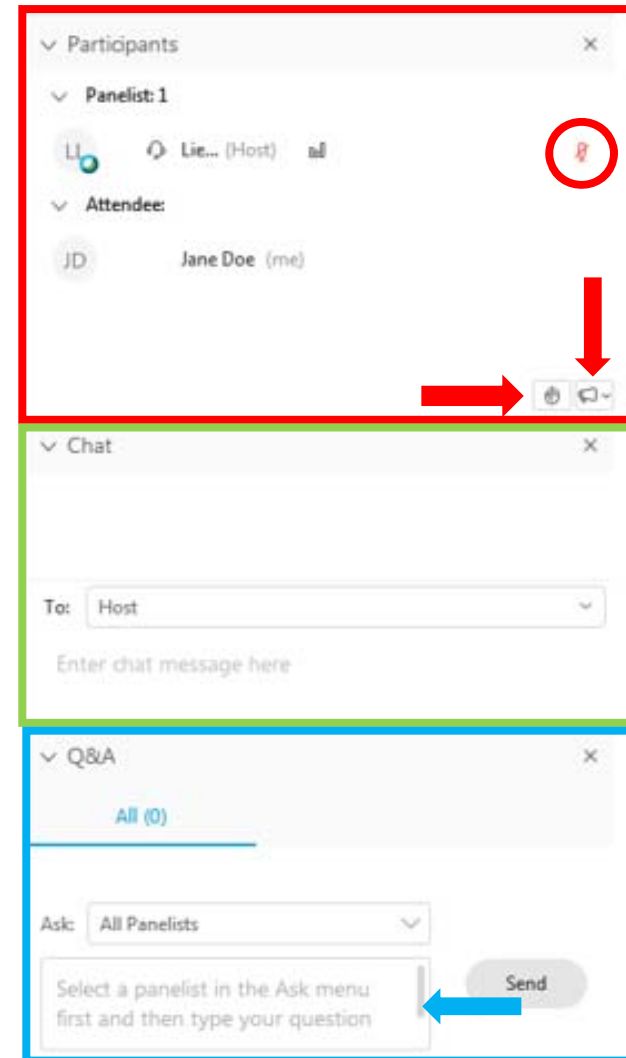 Participants
Panelist: 1
LI Lie... (Host)
Attendee:
JD Jane Doe (me)
Chat
To: Host
Enter chat message here
Q&A
All (0)
Ask: All Panelists
Select a panelist in the Ask menu
first and then type your question
Send